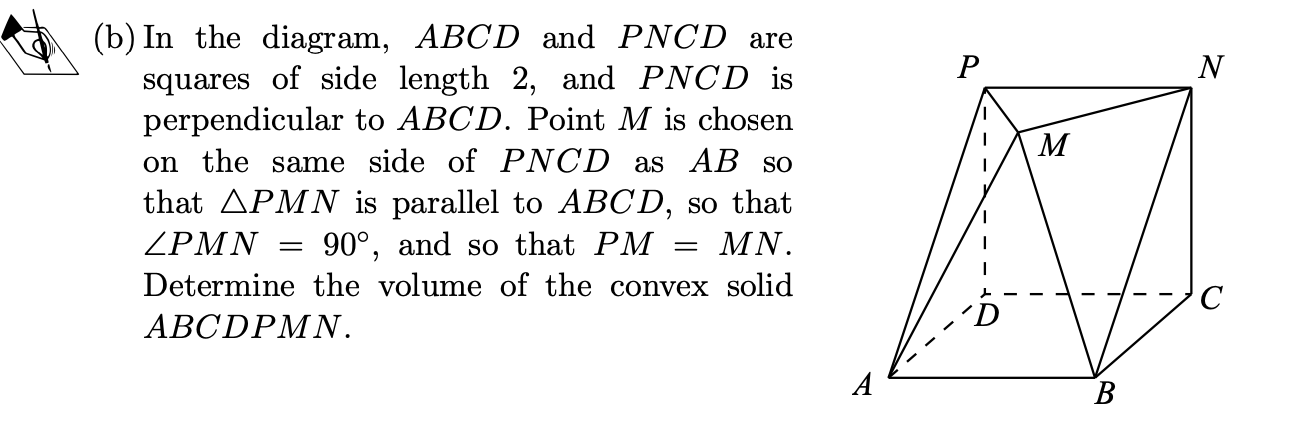 (b) In the diagram, ABCD and PNCD are
squares of side length 2, and PNCD is
perpendicular to ABCD. Point M is chosen
on the same side of PNCD as AB so
that △PMN is parallel to ABCD, so that
∠PMN = 90°, and so that PM = MN.
Determine the volume of the convex solid
ABCDPMN.
P
N
M
D
C
A
B